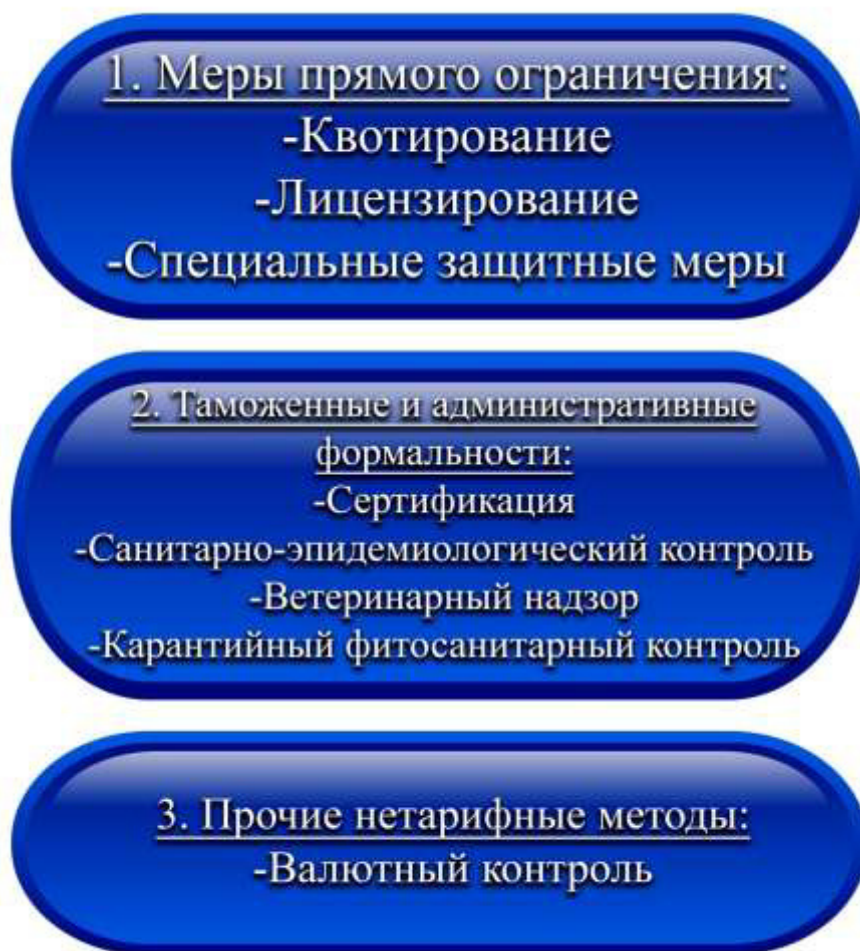 1. Меры прямого ограничения:
-Квотирование
-Лицензирование
-Специальные защитные меры
2. Таможенные и административные
формальности:
-Сертификация
-Санитарно-эпидемиологический контроль
-Ветеринарный надзор
-Карантийный фитосанитарный контроль
3. Прочие нетарифные методы:
-Валютный контроль